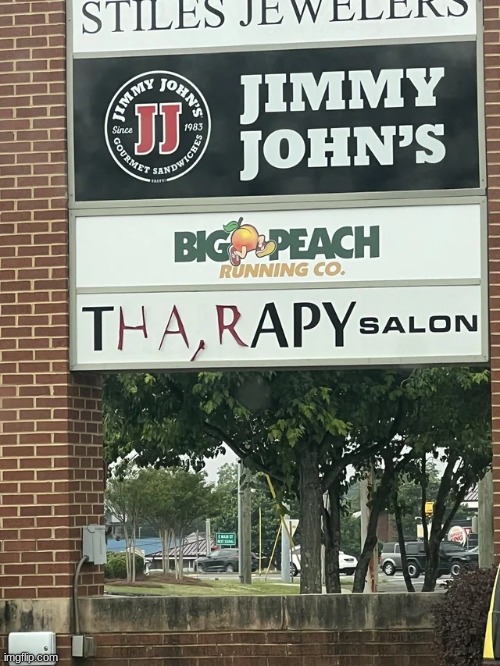 STILES JEWELERS
JIMMY JOHN'S
Since JJ 1983
GOURMET SANDWICHES
JIMMY
JOHN'S
BIG PEACH
RUNNING CO.
THA,RAPY SALON
imgflip.com